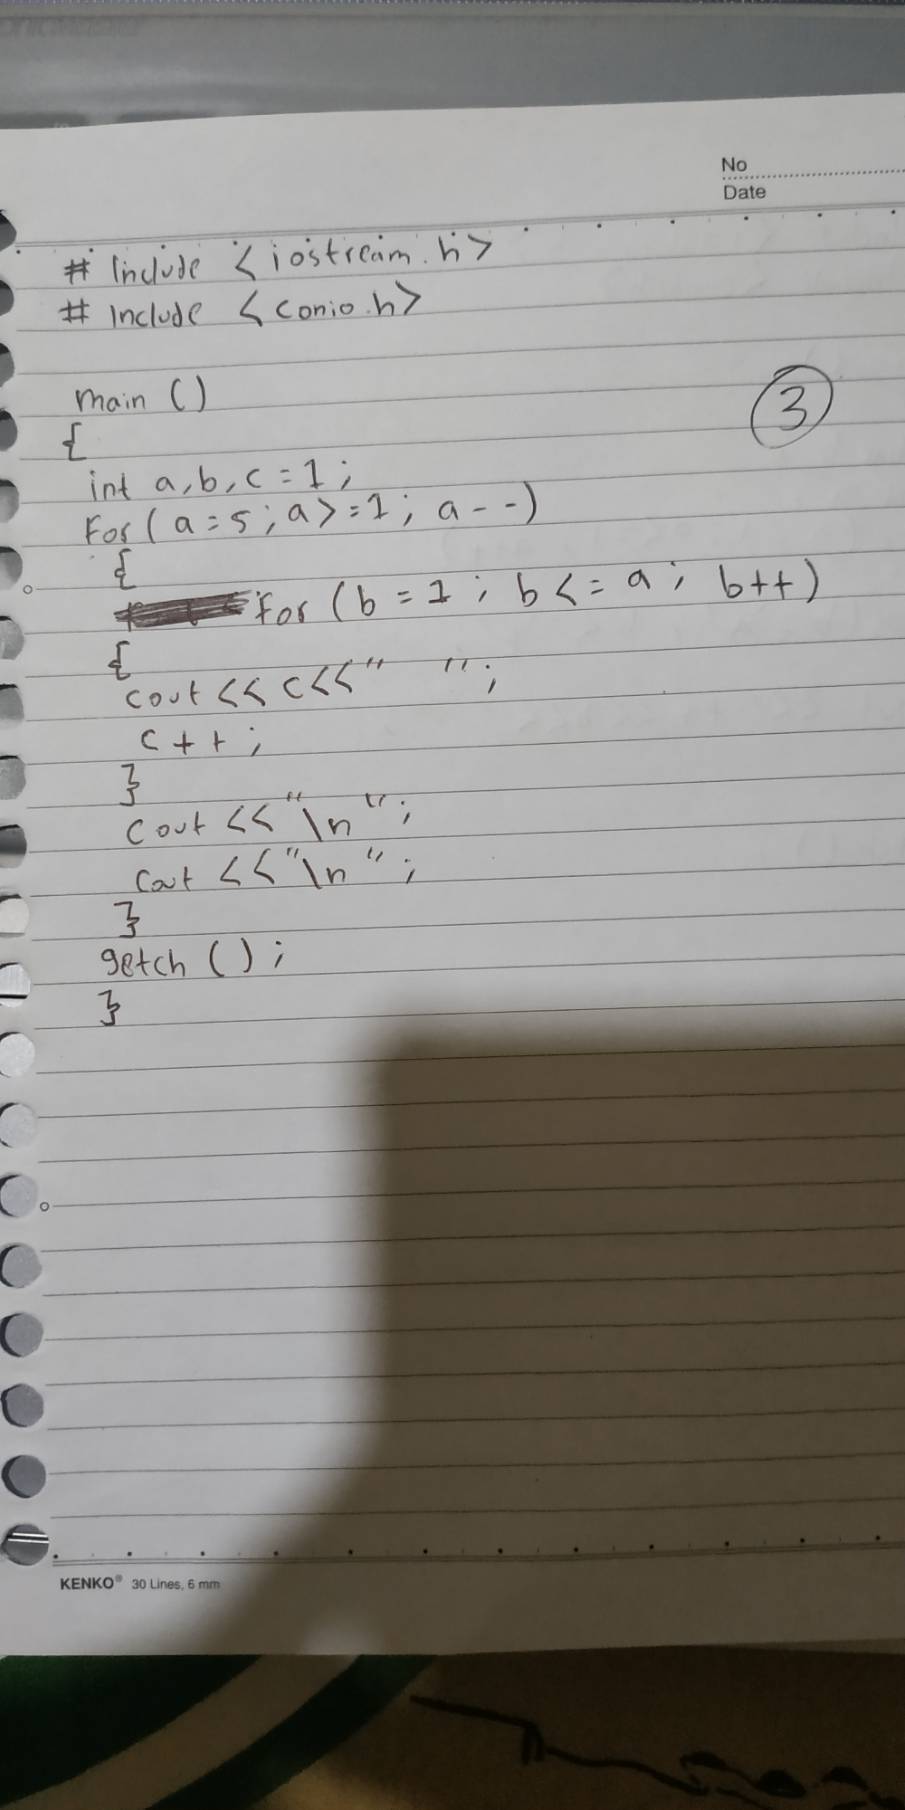 No
Date
# Include <iostream.h>
# Include <conio.h>
main ()
3
{
int a,b,c=1;
For (a=5; a>=1; a--)
{
For (b=1; b<=a; b++)
{
cout << c<<" ";
c++;
}
cout <<"\n";
cout <<"\n";
}
getch ();
}
KENKO® 30 Lines, 6 mm